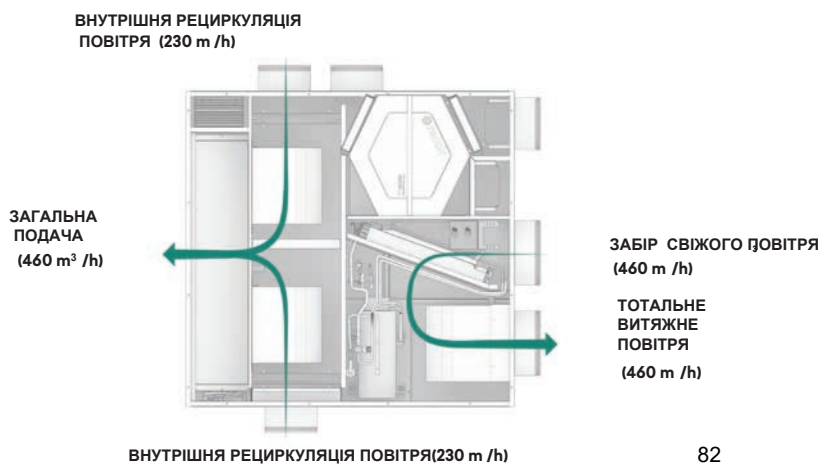 ВНУТРІШНЯ РЕЦИРКУЛЯЦІЯ
ПОВІТРЯ (230 m /h)
ЗАГАЛЬНА
ПОДАЧА
(460 m³ /h)
ЗАБІР СВІЖОГО ПОВІТРЯ
(460 m /h)
ТОТАЛЬНЕ
ВИТЯЖНЕ
ПОВІТРЯ
(460 m /h)
ВНУТРІШНЯ РЕЦИРКУЛЯЦІЯ ПОВІТРЯ(230 m /h)
82